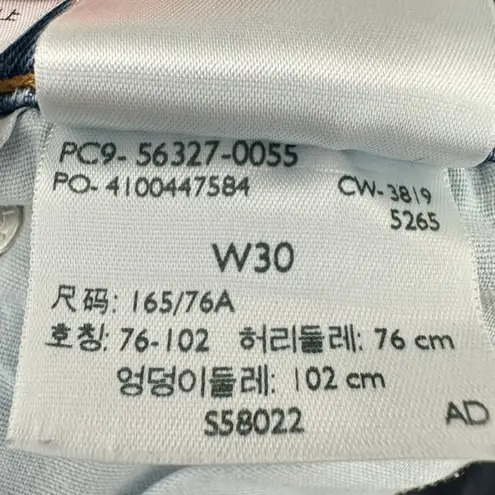 上
PC9- 56327-0055
PO- 4100447584 CW-3819
5265
W30
尺码: 165/76A
호칭: 76-102 허리둘레: 76 cm
엉덩이둘레: 102 cm
S58022 AD